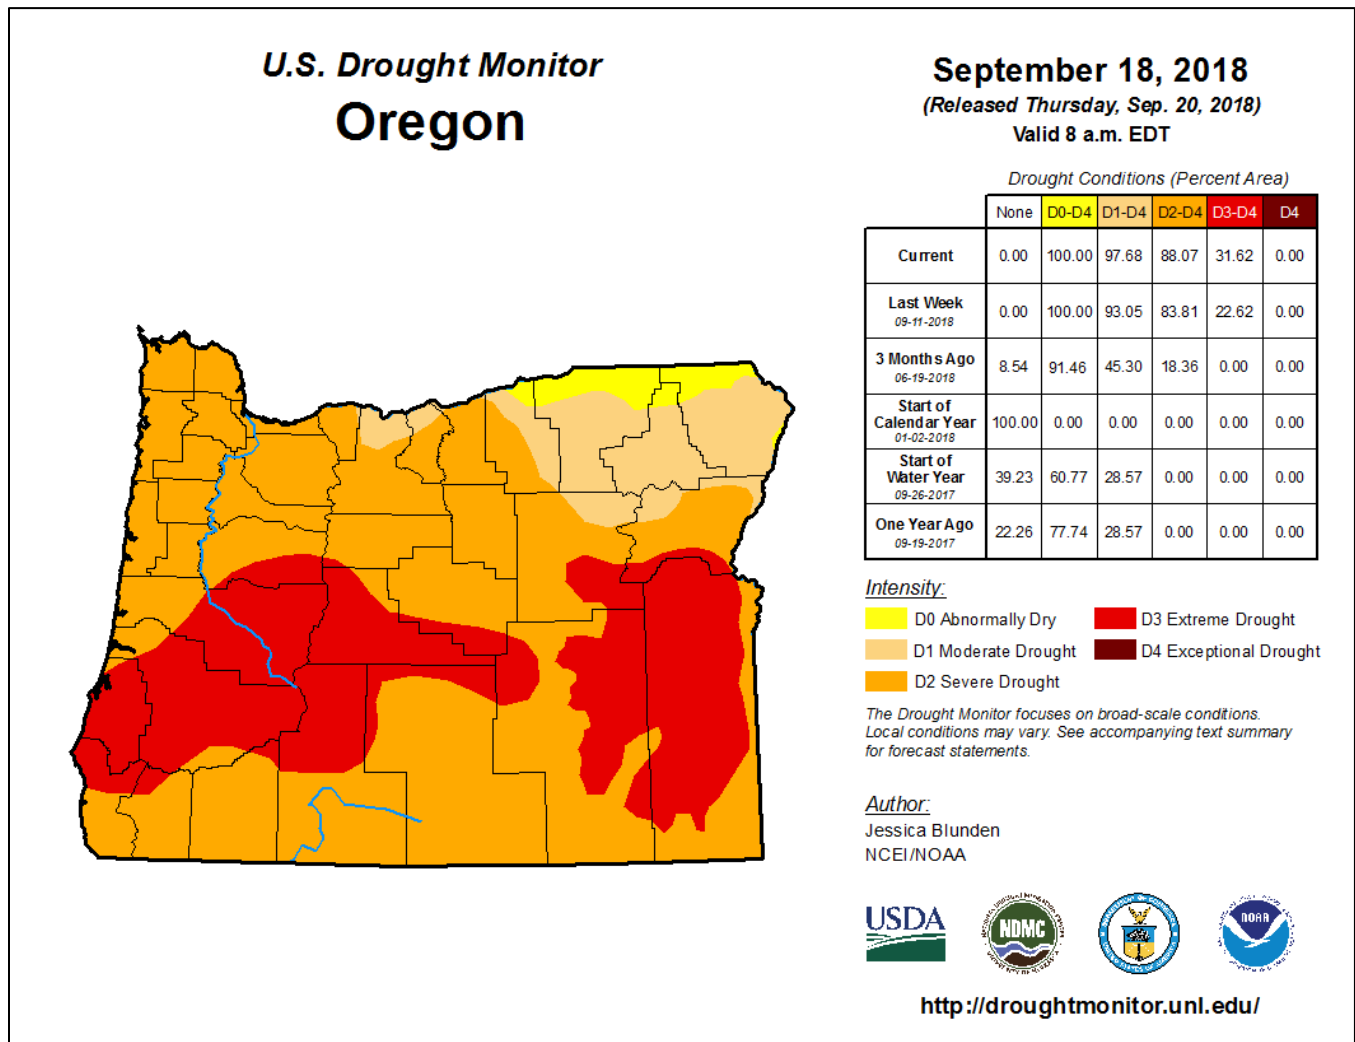 U.S. Drought Monitor
Oregon
September 18, 2018
(Released Thursday, Sep. 20, 2018)
Valid 8 a.m. EDT
Drought Conditions (Percent Area)
None D0-D4 D1-D4 D2-D4 D3-D4 D4
Current 0.00 100.00 97.68 88.07 31.62 0.00
Last Week
09-11-2018 0.00 100.00 93.05 83.81 22.62 0.00
3 Months Ago
06-19-2018 8.54 91.46 45.30 18.36 0.00 0.00
Start of
Calendar Year
01-02-2018 100.00 0.00 0.00 0.00 0.00 0.00
Start of
Water Year
09-26-2017 39.23 60.77 28.57 0.00 0.00 0.00
One Year Ago
09-19-2017 22.26 77.74 28.57 0.00 0.00 0.00
Intensity:
D0 Abnormally Dry
D1 Moderate Drought
D2 Severe Drought
D3 Extreme Drought
D4 Exceptional Drought
The Drought Monitor focuses on broad-scale conditions.
Local conditions may vary. See accompanying text summary
for forecast statements.
Author:
Jessica Blunden
NCEI/NOAA
USDA
NDMC
NOAA
http://droughtmonitor.unl.edu/